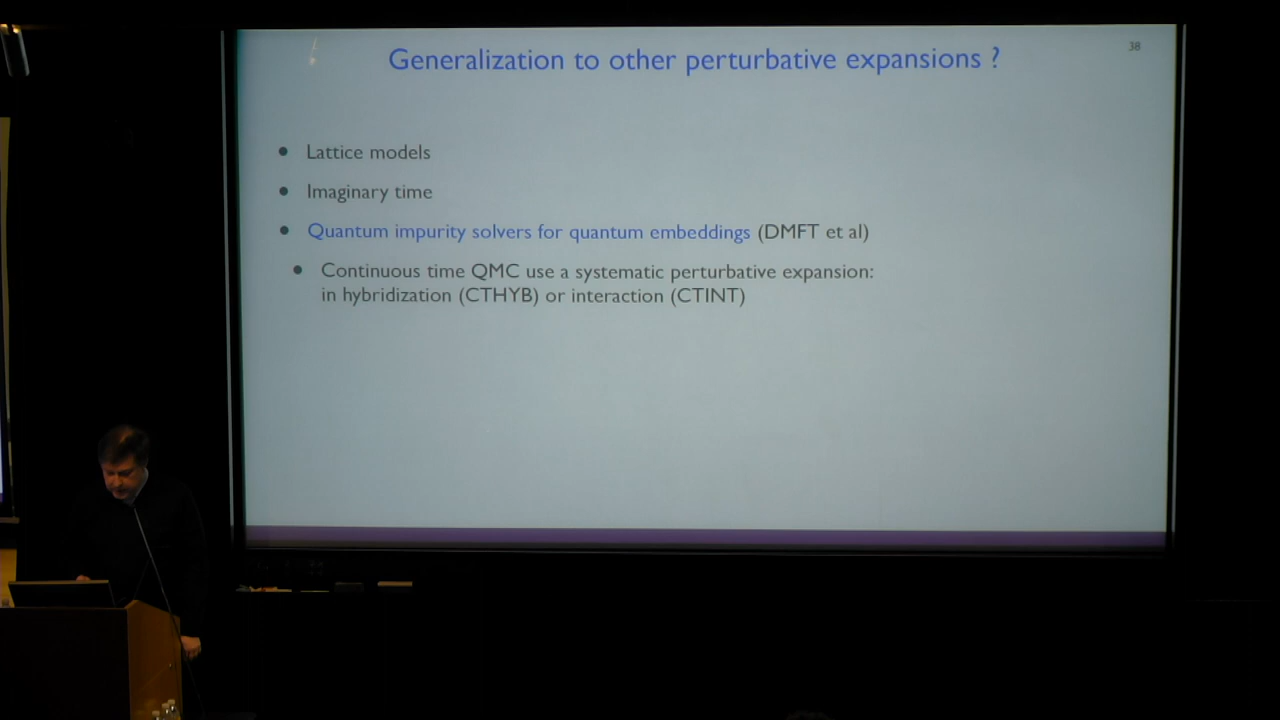 Generalization to other perturbative expansions ?
38
• Lattice models
• Imaginary time
• Quantum impurity solvers for quantum embeddings (DMFT et al)
• Continuous time QMC use a systematic perturbative expansion:
in hybridization (CTHYB) or interaction (CTINT)